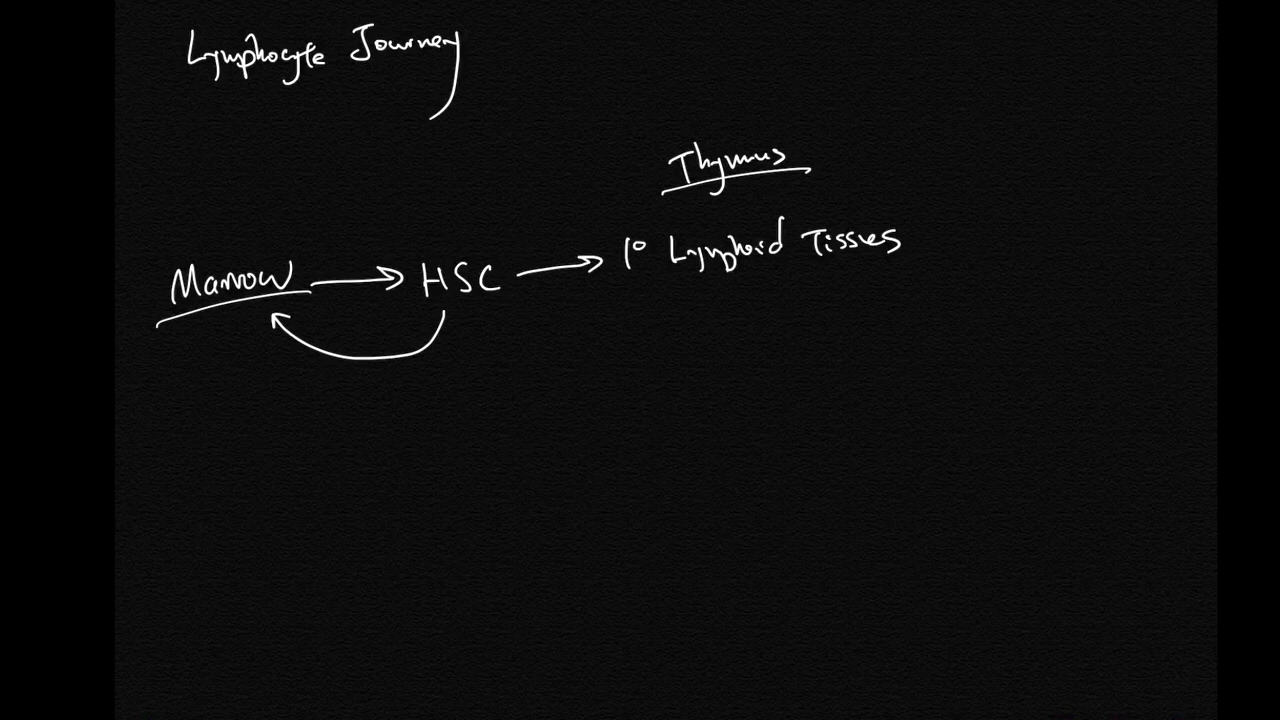 Lymphocyte Journey
Thymus
1° Lymphoid Tissues
Marrow → HSC →